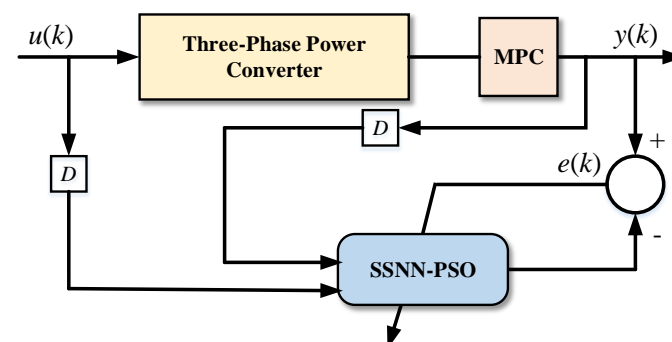 u(k)
Three-Phase Power
Converter
MPC
y(k)
D
D
e(k)
+
SSNN-PSO
-